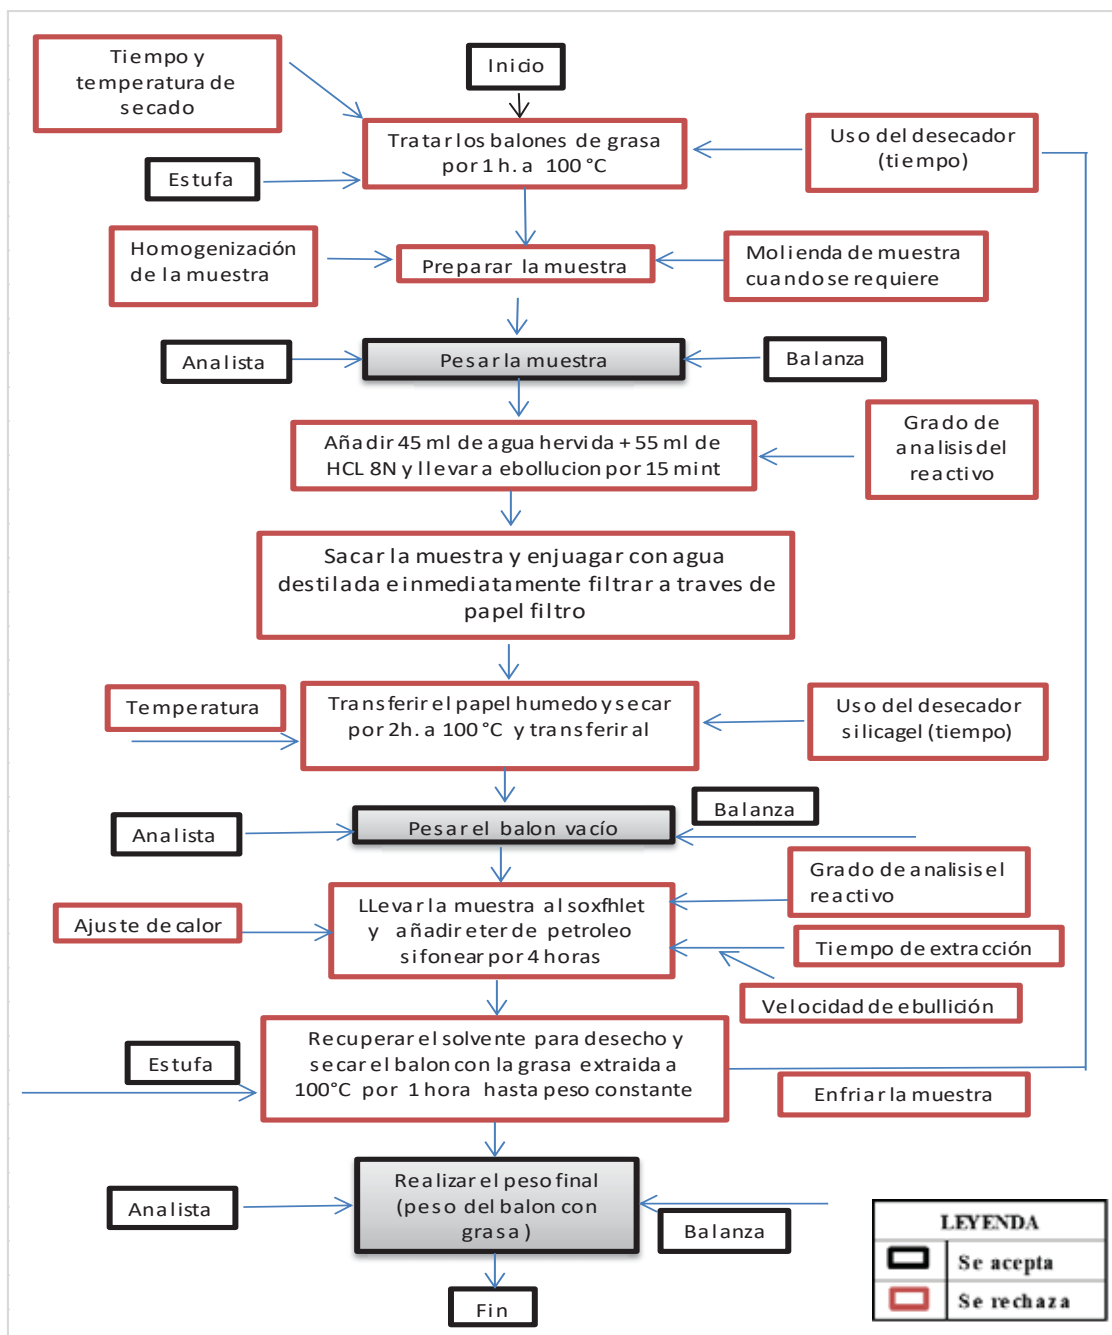 Inicio
Tiempo y
temperatura de
secado
Tratar los balones de grasa
por 1 h. a 100 °C
Uso del desecador
(tiempo)
Estufa
Homogenización
de la muestra
Preparar la muestra
Molienda de muestra
cuando se requiere
Analista
Pesar la muestra
Balanza
Añadir 45 ml de agua hervida + 55 ml de
HCL 8N y llevar a ebollucion por 15 mint
Grado de
analisis del
reactivo
Sacar la muestra y enjuagar con agua
destilada e inmediatamente filtrar a traves de
papel filtro
Temperatura
Transferir el papel humedo y secar
por 2h. a 100 °C y transferir al
Uso del desecador
silicagel (tiempo)
Analista
Pesar el balon vacío
Balanza
Ajuste de calor
LLevar la muestra al soxfhlet
y añadir eter de petroleo
sifonear por 4 horas
Grado de analisis el
reactivo
Tiempo de extracción
Velocidad de ebullición
Estufa
Recuperar el solvente para desecho y
secar el balon con la grasa extraida a
100°C por 1 hora hasta peso constante
Enfriar la muestra
Analista
Realizar el peso final
(peso del balon con
grasa )
Balanza
Fin
LEYENDA
Se acepta
Se rechaza